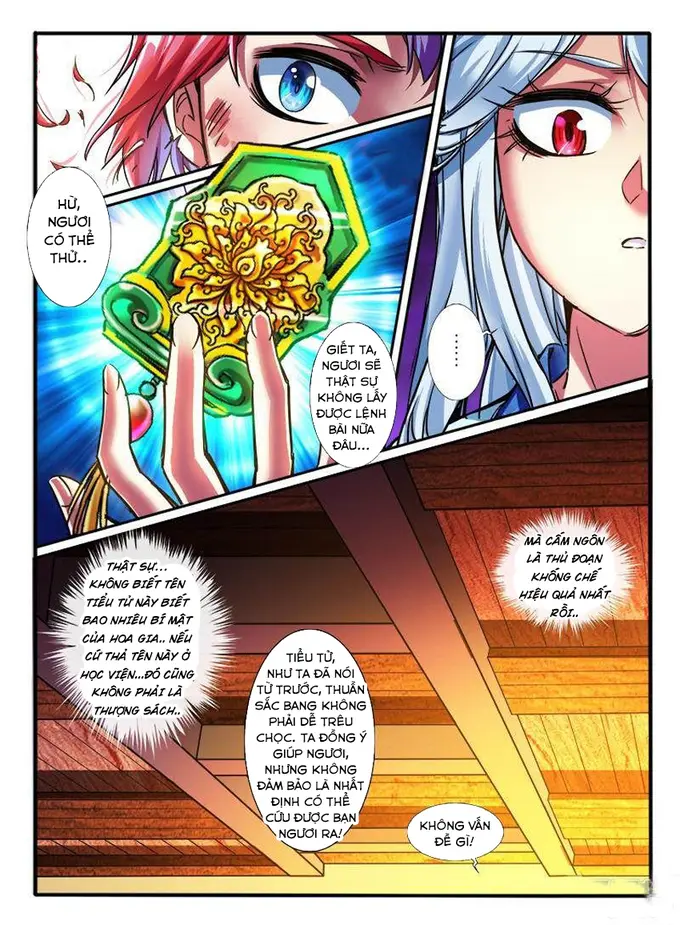 HỪ,
NGƯƠI
CÓ THỂ
THỬ..
GIẾT TA,
NGƯƠI SẼ
THẬT SỰ
KHÔNG LẤY
ĐƯỢC LỆNH
BÀI NỮA
ĐÂU...
......
THẬT SỰ...
KHÔNG BIẾT TÊN
TIỂU TỬ NÀY BIẾT
BAO NHIÊU BÍ MẬT
CỦA HOA GIA.. NẾU
CỨ THẢ TÊN NÀY Ở
HỌC VIỆN...ĐÓ CŨNG
KHÔNG PHẢI LÀ
THƯỢNG SÁCH..
MÀ CẤM NGÔN
LÀ THỦ ĐOẠN
KHỐNG CHẾ
HIỆU QUẢ NHẤT
RỒI..
TIỂU TỬ,
NHƯ TA ĐÃ NÓI
TỪ TRƯỚC, THUẦN
SẮC BANG KHÔNG
PHẢI DỄ TRÊU
CHỌC. TA ĐỒNG Ý
GIÚP NGƯƠI,
NHƯNG KHÔNG
ĐẢM BẢO LÀ NHẤT
ĐỊNH CÓ THỂ
CỨU ĐƯỢC BẠN
NGƯƠI RA!
KHÔNG VẤN
ĐỀ GÌ!